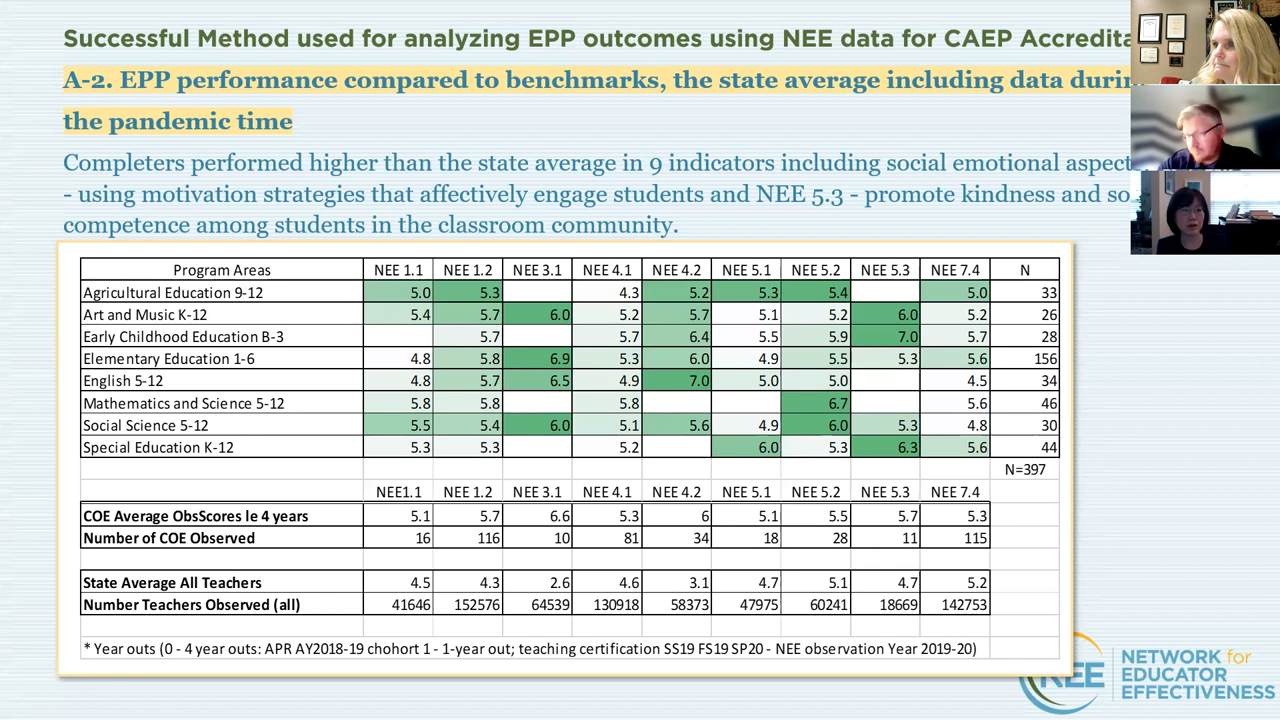 Successful Method used for analyzing EPP outcomes using NEE data for CAEP Accredita
A-2. EPP performance compared to benchmarks, the state average including data durin
the pandemic time
Completers performed higher than the state average in 9 indicators including social emotional aspect
- using motivation strategies that affectively engage students and NEE 5.3 - promote kindness and so
competence among students in the classroom community.
Program Areas NEE 1.1 NEE 1.2 NEE 3.1 NEE 4.1 NEE 4.2 NEE 5.1 NEE 5.2 NEE 5.3 NEE 7.4 N
Agricultural Education 9-12 5.0 5.3 4.3 5.2 5.3 5.4 5.0 33
Art and Music K-12 5.4 5.7 6.0 5.2 5.7 5.1 5.2 6.0 5.2 26
Early Childhood Education B-3 5.7 5.7 6.4 5.5 5.9 7.0 5.7 28
Elementary Education 1-6 4.8 5.8 6.9 5.3 6.0 4.9 5.5 5.3 5.6 156
English 5-12 4.8 5.7 6.5 4.9 7.0 5.0 5.0 4.5 34
Mathematics and Science 5-12 5.8 5.8 5.8 6.7 5.6 46
Social Science 5-12 5.5 5.4 6.0 5.1 5.6 4.9 6.0 5.3 4.8 30
Special Education K-12 5.3 5.3 5.2 6.0 5.3 6.3 5.6 44
N=397
NEE1.1 NEE 1.2 NEE 3.1 NEE 4.1 NEE 4.2 NEE 5.1 NEE 5.2 NEE 5.3 NEE 7.4
COE Average ObsScores le 4 years 5.1 5.7 6.6 5.3 6 5.1 5.5 5.7 5.3
Number of COE Observed 16 116 10 81 34 18 28 11 115
State Average All Teachers 4.5 4.3 2.6 4.6 3.1 4.7 5.1 4.7 5.2
Number Teachers Observed (all) 41646 152576 64539 130918 58373 47975 60241 18669 142753
* Year outs (0 - 4 year outs: APR AY2018-19 chohort 1 - 1-year out; teaching certification SS19 FS19 SP20 - NEE observation Year 2019-20)
NEE
NETWORK for
EDUCATOR
EFFECTIVENESS